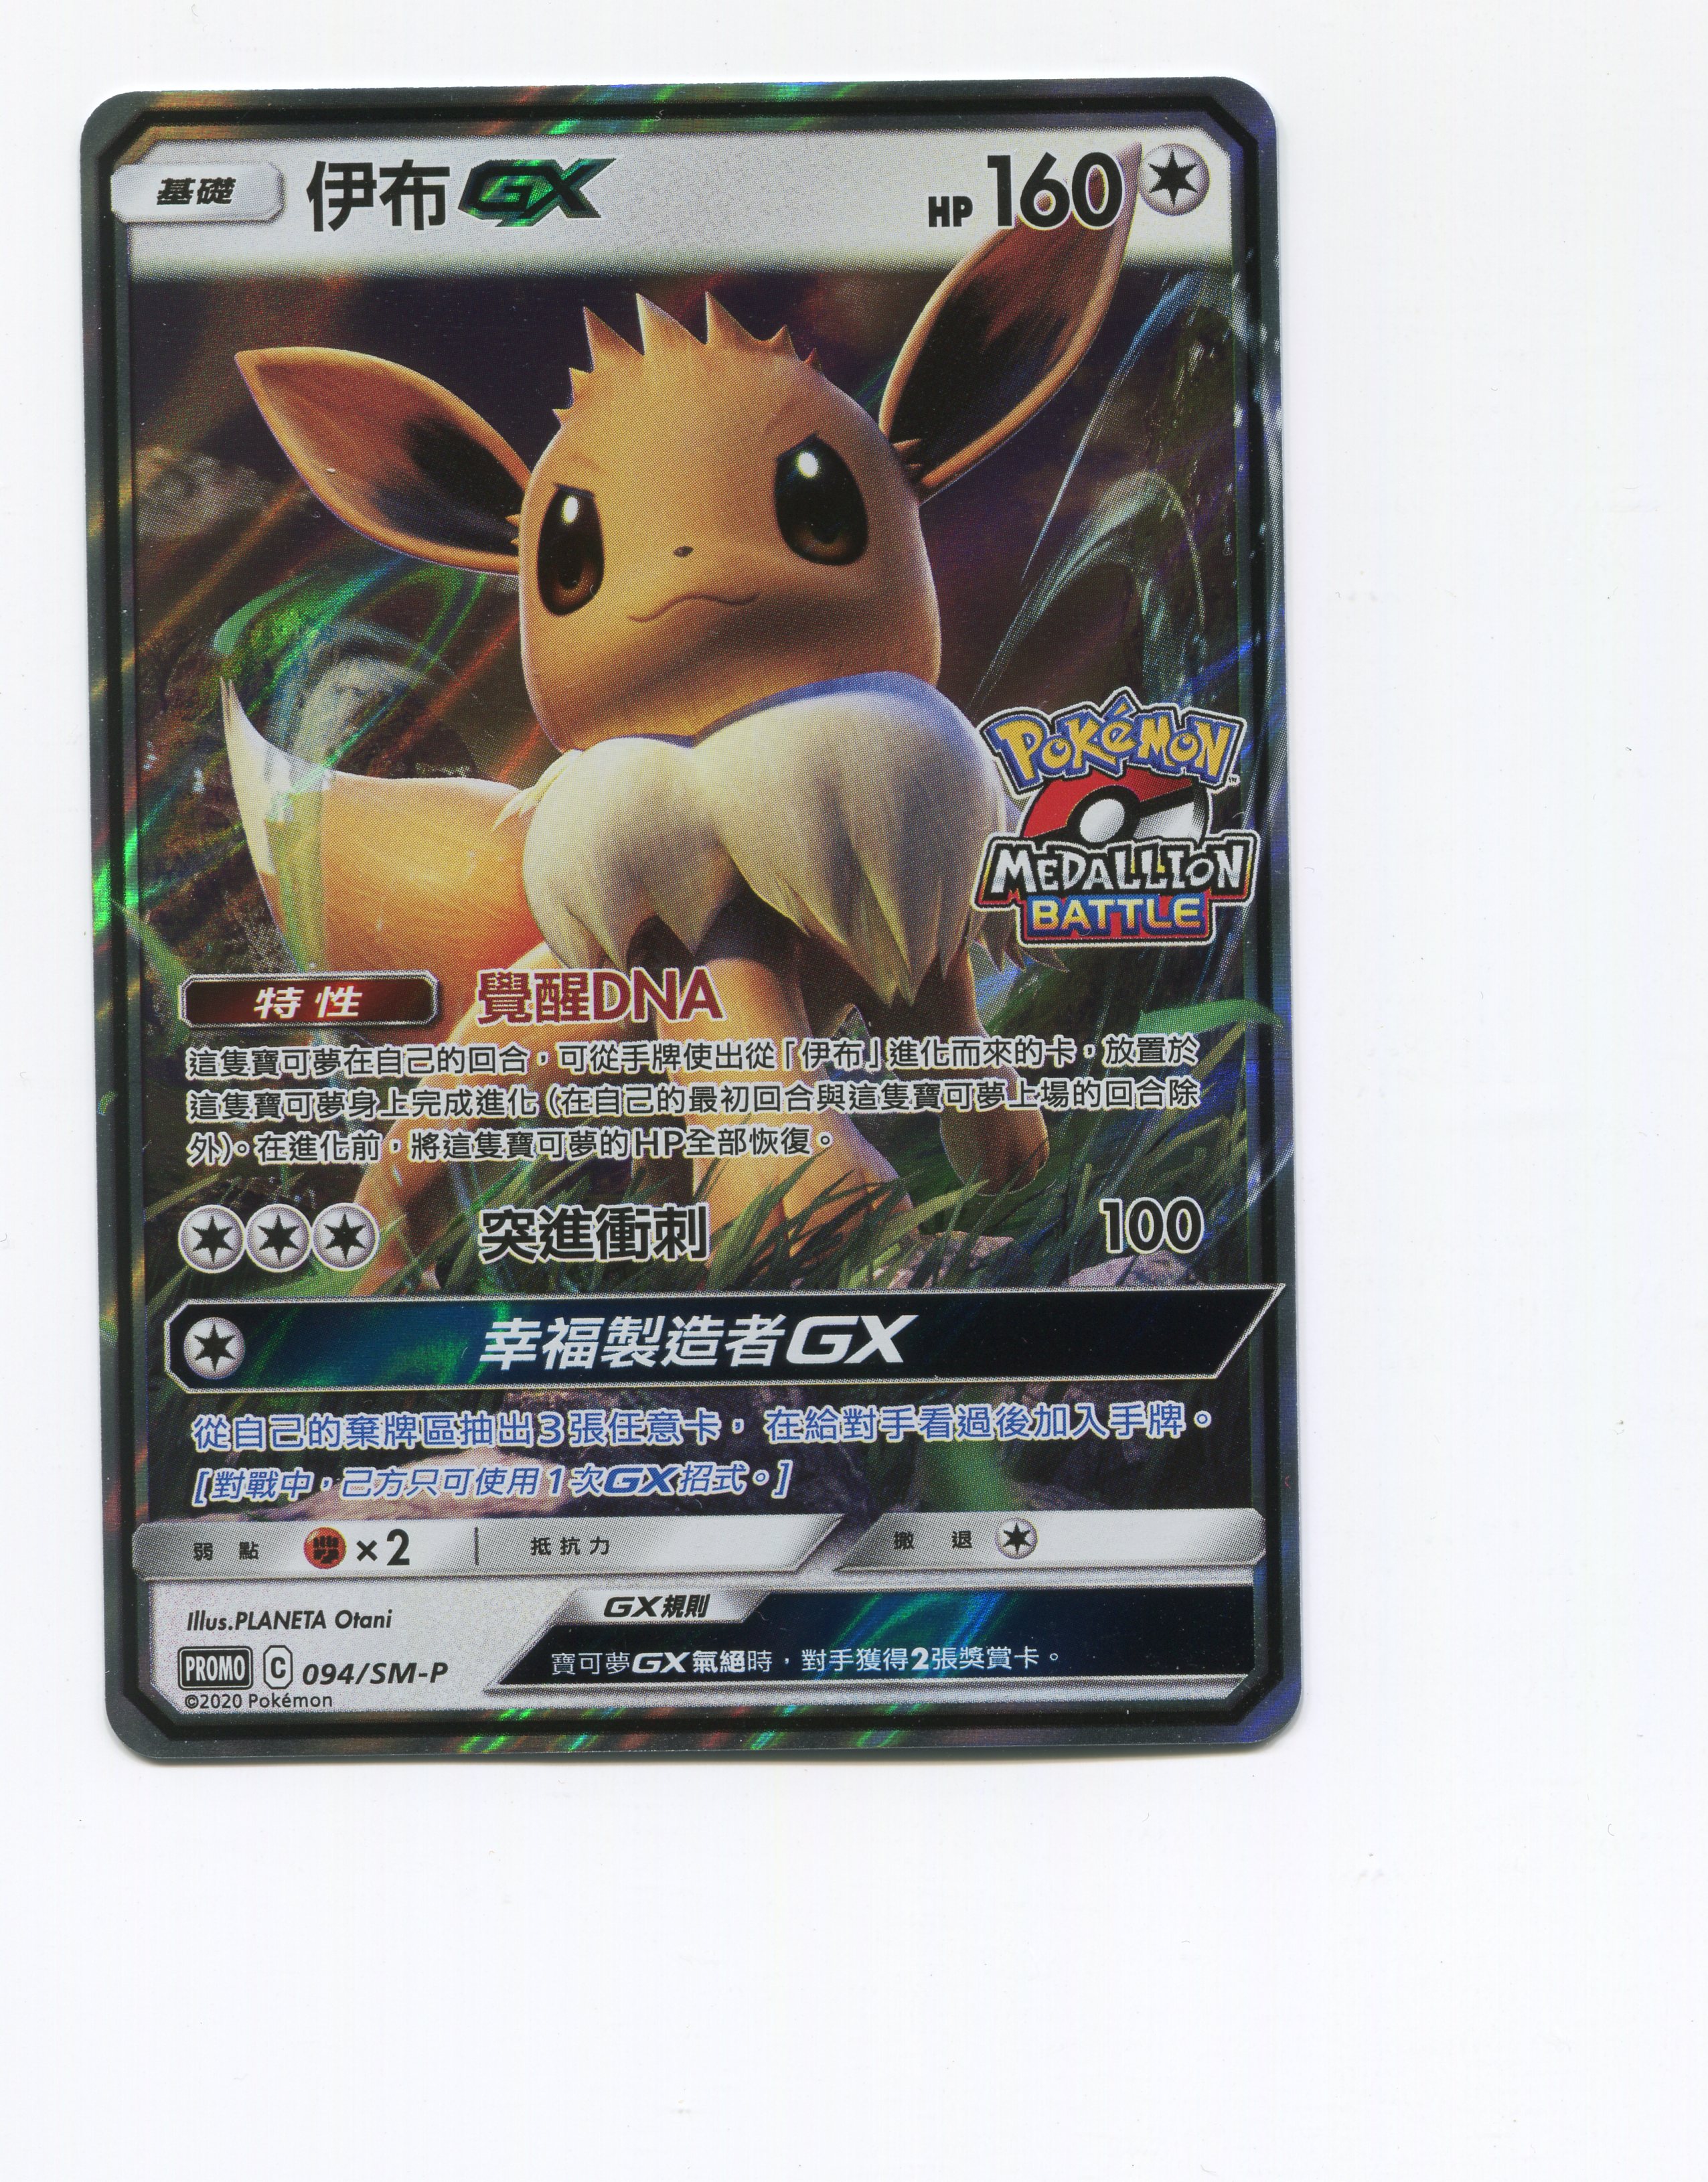 基礎 伊布GX HP 160
POKéMON
MEDALLION
BATTLE
特性 覺醒DNA
這隻寶可夢在自己的回合，可從手牌使出從「伊布」進化而來的卡，放置於
這隻寶可夢身上完成進化（在自己的最初回合與這隻寶可夢上場的回合除
外）。在進化前，將這隻寶可夢的HP全部恢復。
突進衝刺 100
幸福製造者GX
從自己的棄牌區抽出3張任意卡，在給對手看過後加入手牌。
[對戰中，己方只可使用1次GX招式。]
弱點 ×2 抵抗力 撤退
Illus.PLANETA Otani
GX規則
寶可夢GX氣絕時，對手獲得2張獎賞卡。
PROMO C 094/SM-P
©2020 Pokémon